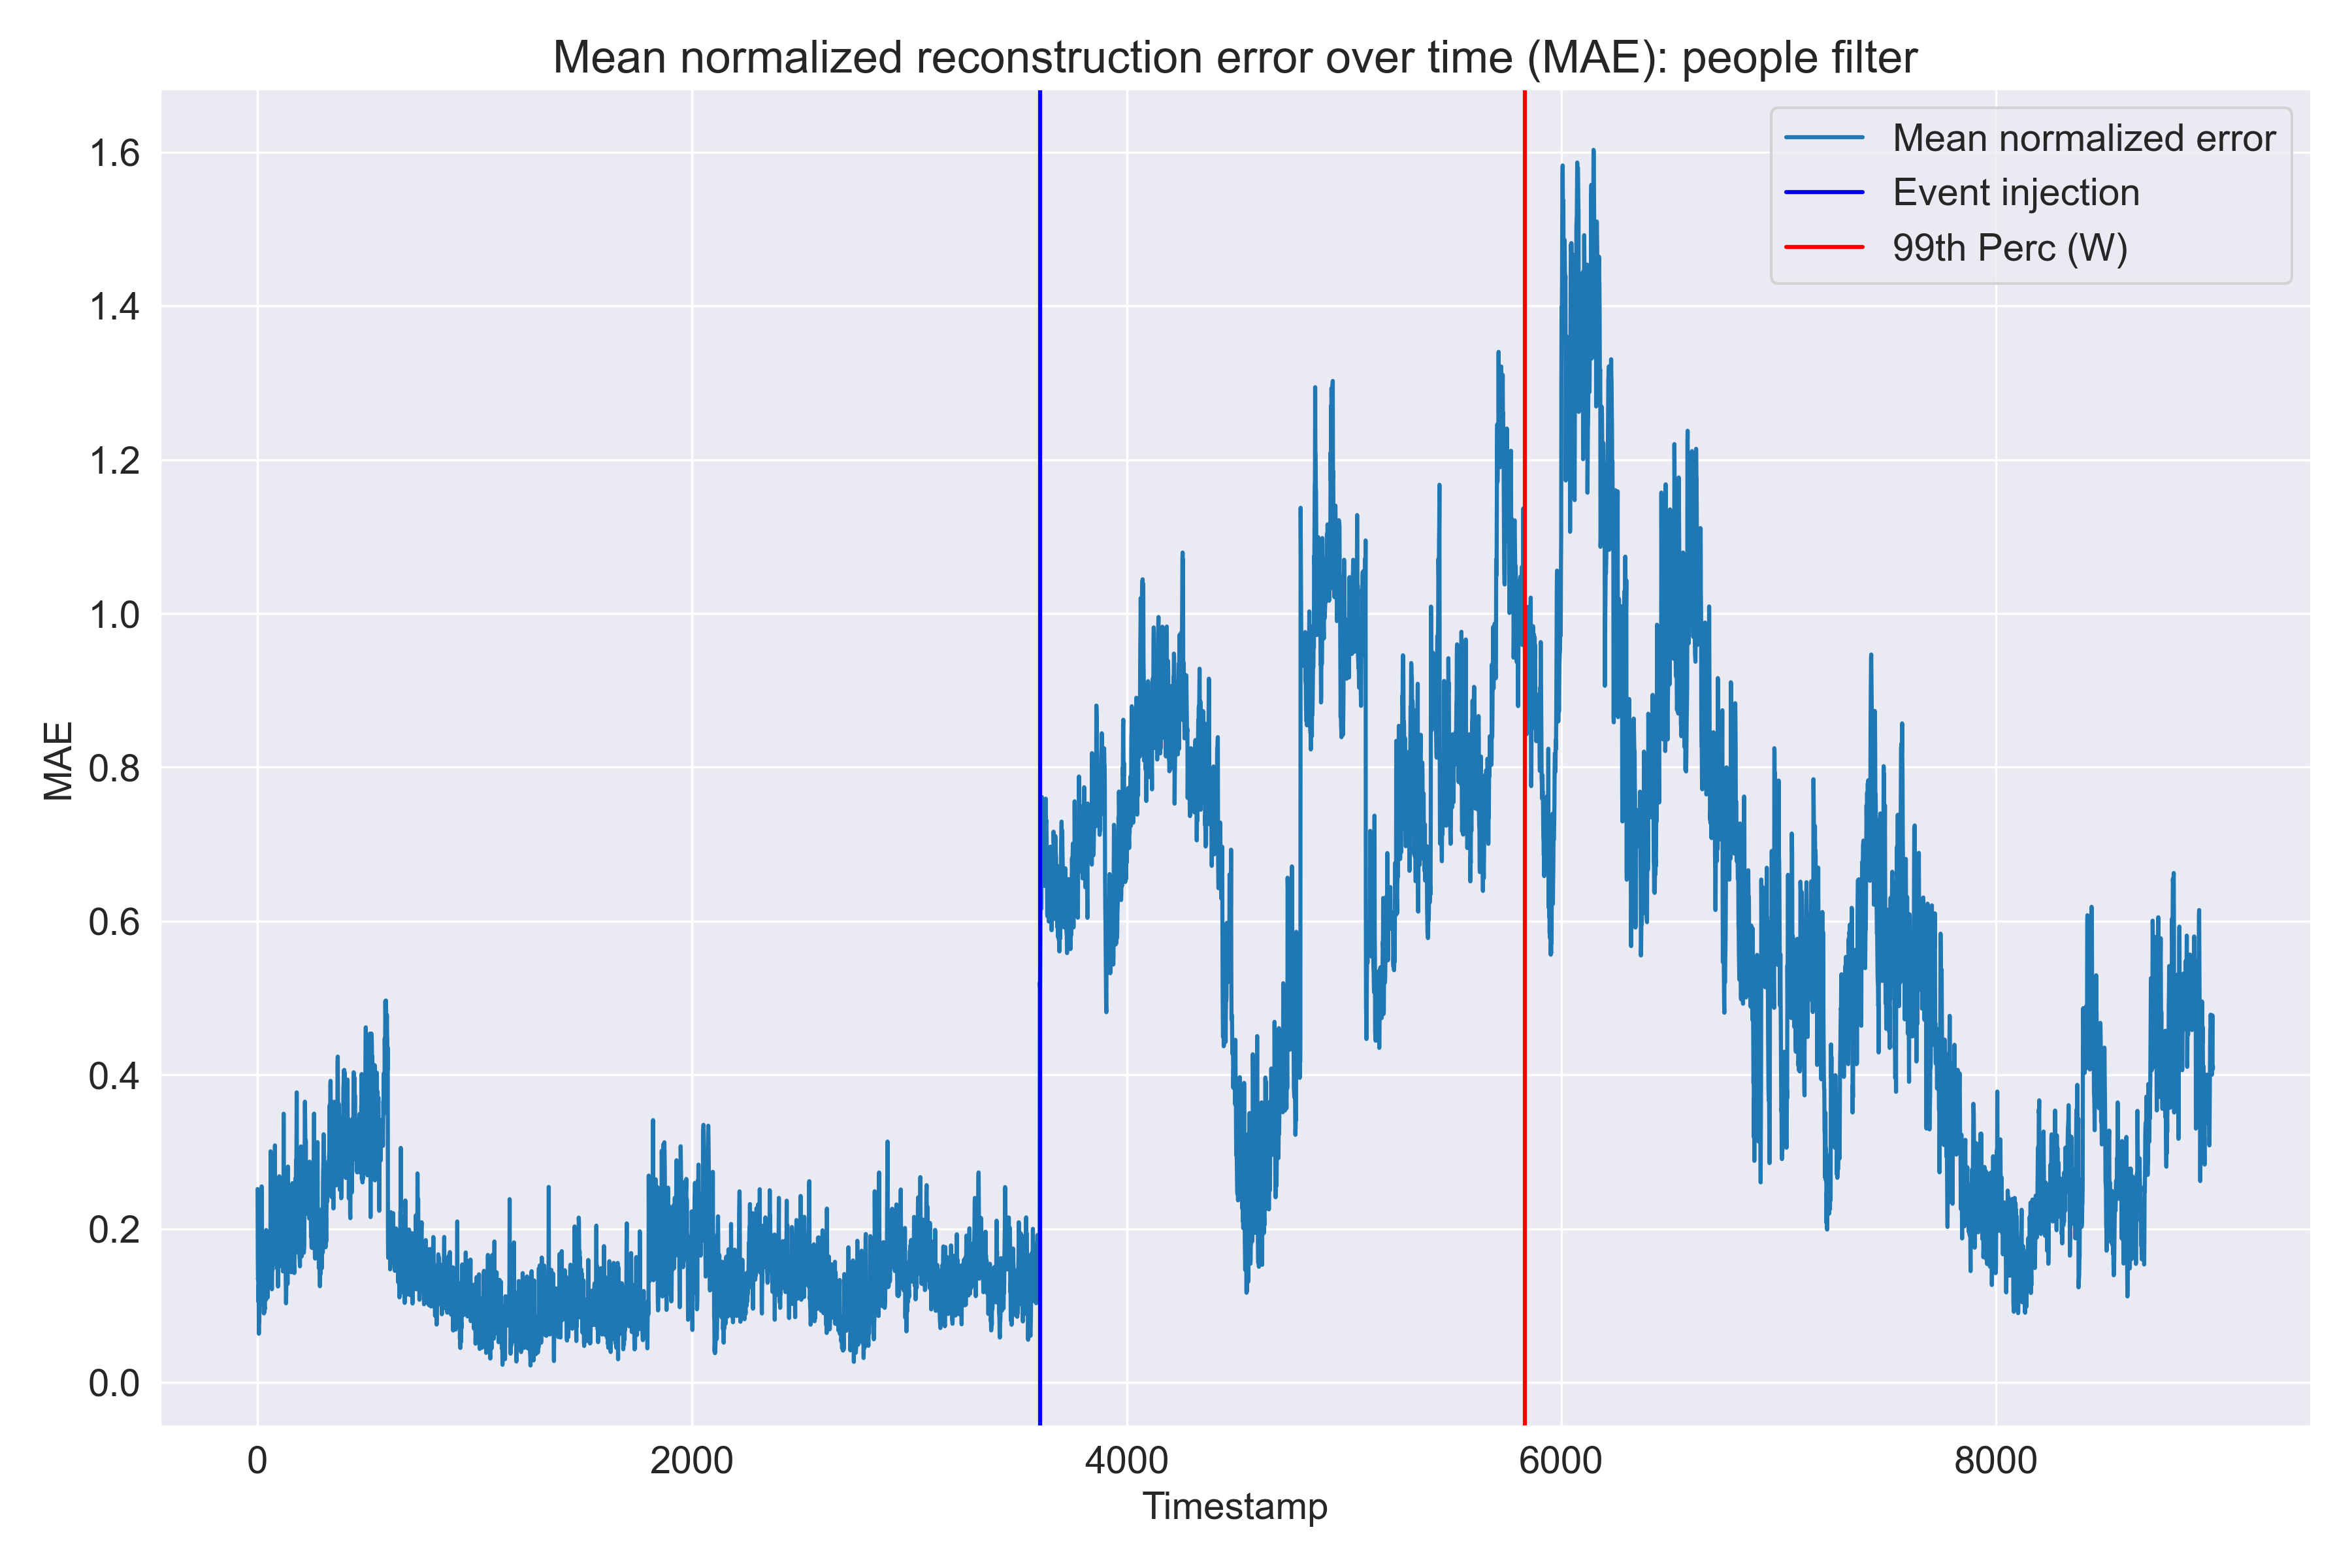 Mean normalized reconstruction error over time (MAE): people filter
Mean normalized error
Event injection
99th Perc (W)
1.6
1.4
1.2
1.0
0.8
0.6
0.4
0.2
0.0
MAE
0 2000 4000 6000 8000
Timestamp